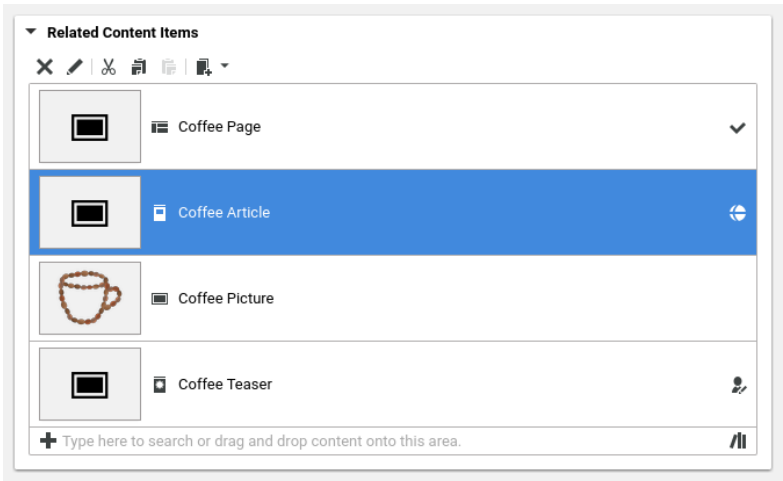 Related Content Items
Coffee Page
Coffee Article
Coffee Picture
Coffee Teaser
Type here to search or drag and drop content onto this area.